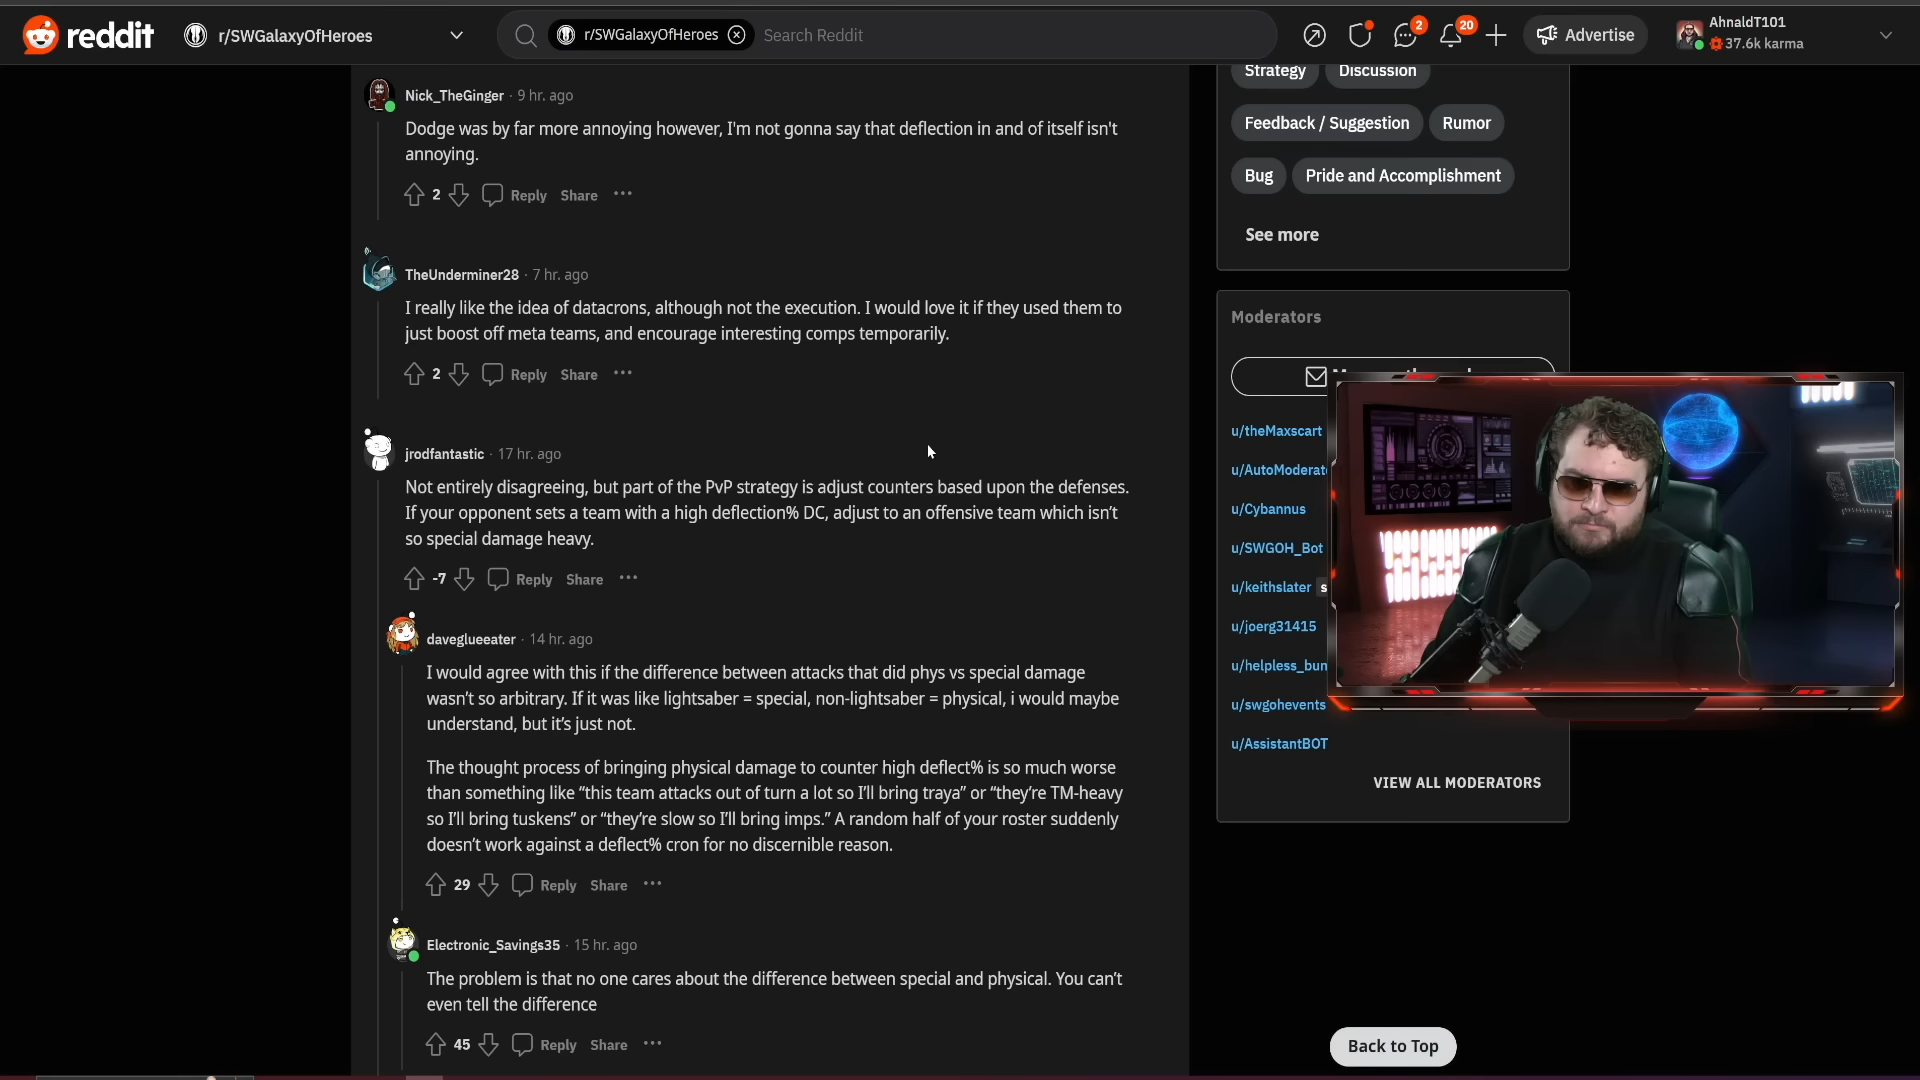 reddit
r/SWGalaxyOfHeroes
r/SWGalaxyOfHeroes
Search Reddit
2
20
Advertise
AhnaldT101
37.6k karma
Nick_TheGinger · 9 hr. ago
Dodge was by far more annoying however, I'm not gonna say that deflection in and of itself isn't
annoying.
2 Reply Share ···
TheUnderminer28 · 7 hr. ago
I really like the idea of datacrons, although not the execution. I would love it if they used them to
just boost off meta teams, and encourage interesting comps temporarily.
2 Reply Share ···
jrodfantastic · 17 hr. ago
Not entirely disagreeing, but part of the PvP strategy is adjust counters based upon the defenses.
If your opponent sets a team with a high deflection% DC, adjust to an offensive team which isn't
so special damage heavy.
-7 Reply Share ···
daveglueeater · 14 hr. ago
I would agree with this if the difference between attacks that did phys vs special damage
wasn't so arbitrary. If it was like lightsaber = special, non-lightsaber = physical, i would maybe
understand, but it's just not.
The thought process of bringing physical damage to counter high deflect% is so much worse
than something like “this team attacks out of turn a lot so I'll bring traya” or “they're TM-heavy
so I'll bring tuskens” or “they're slow so I'll bring imps.” A random half of your roster suddenly
doesn't work against a deflect% cron for no discernible reason.
29 Reply Share ···
Electronic_Savings35 · 15 hr. ago
The problem is that no one cares about the difference between special and physical. You can't
even tell the difference
45 Reply Share ···
Strategy Discussion
Feedback / Suggestion Rumor
Bug Pride and Accomplishment
See more
Moderators
u/theMaxscart
u/AutoModerat
u/Cybannus
u/SWGOH_Bot
u/keithslater s
u/joerg31415
u/helpless_bun
u/swgohevents
u/AssistantBOT
VIEW ALL MODERATORS
Back to Top